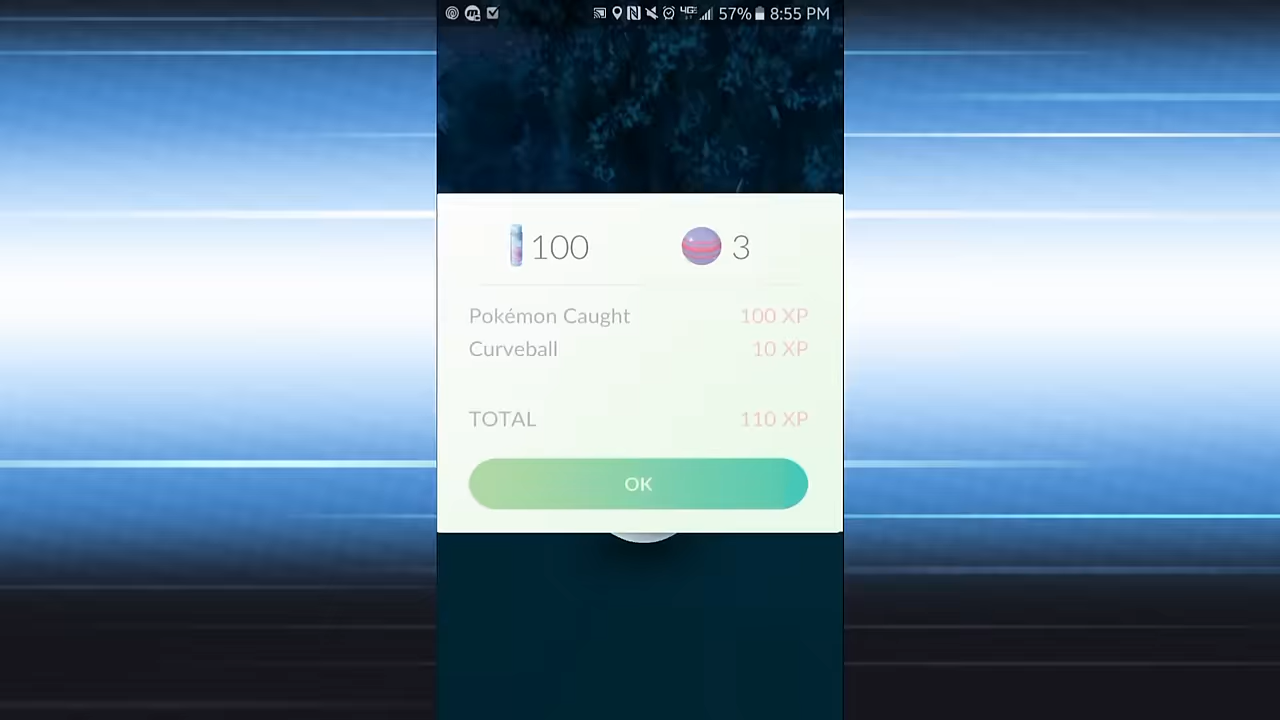 57% 8:55 PM
100 3
Pokémon Caught 100 XP
Curveball 10 XP
TOTAL 110 XP
OK